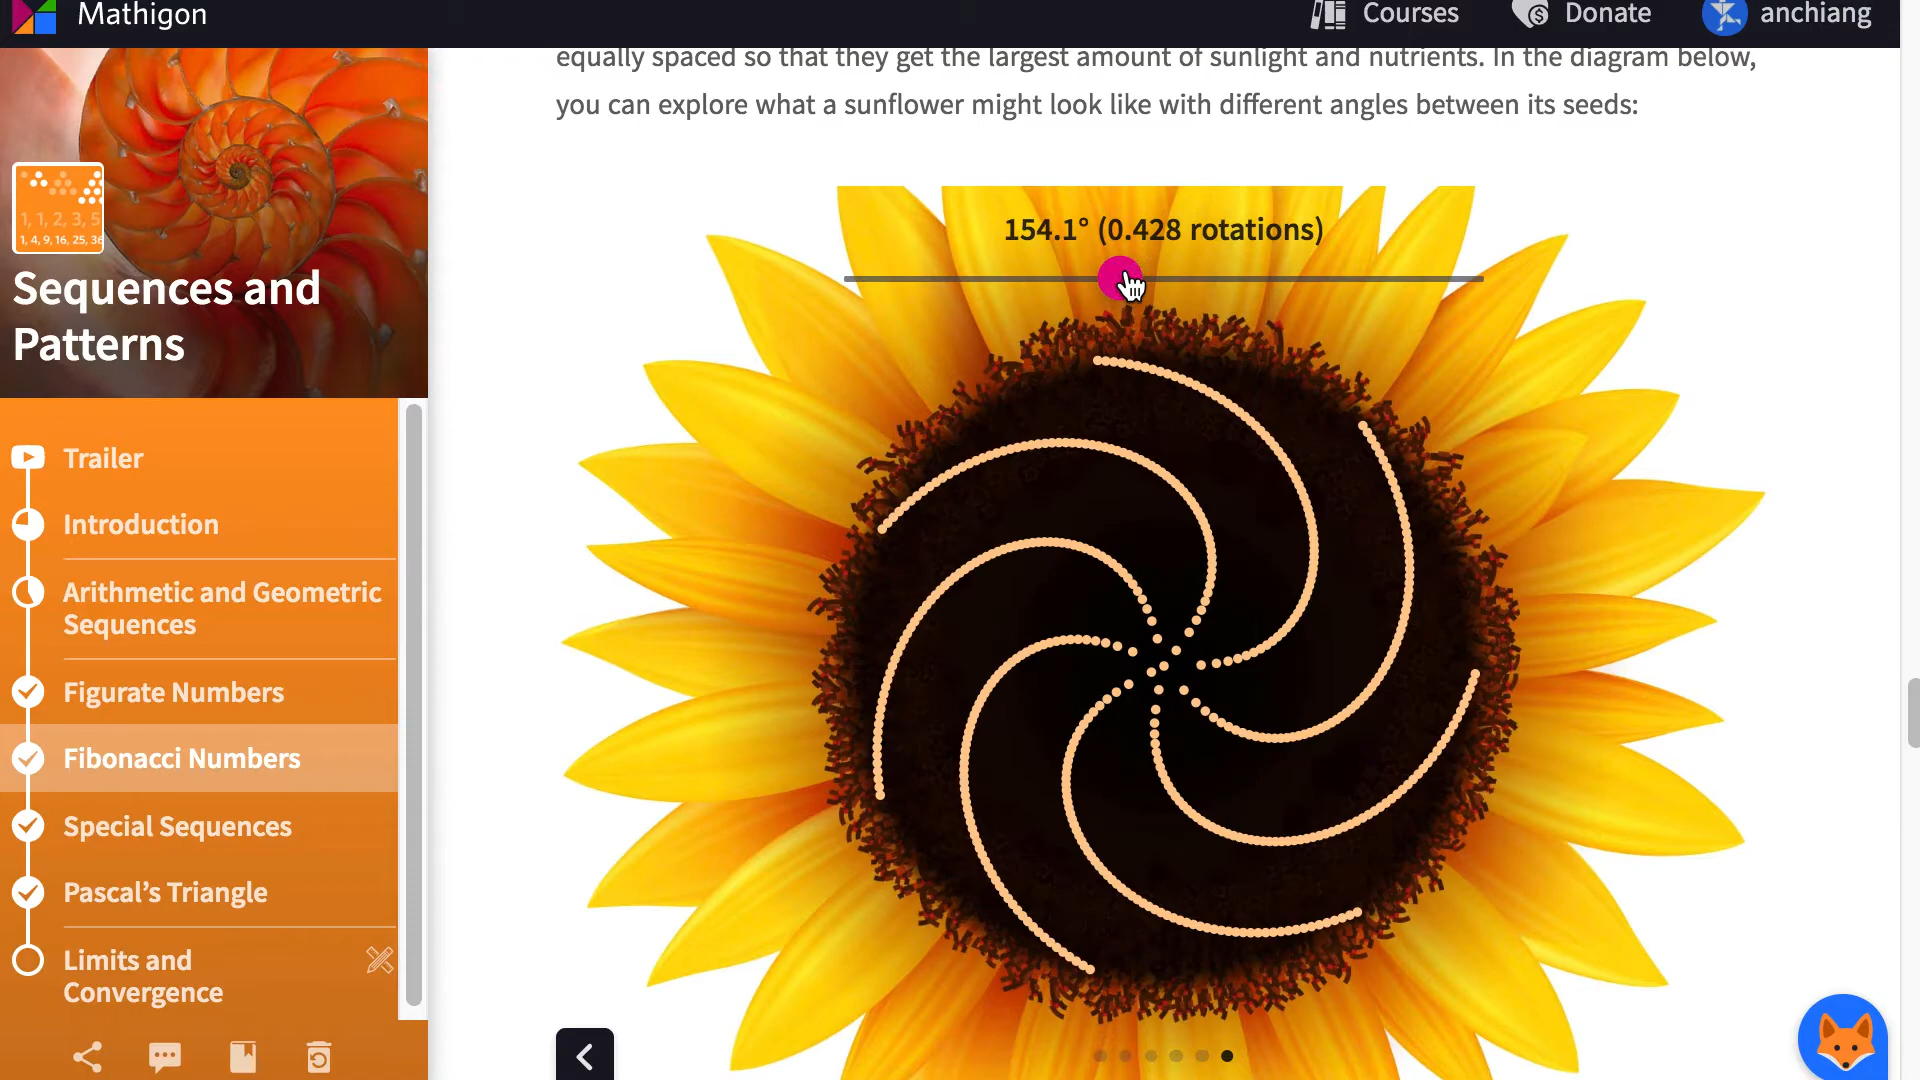 Mathigon
Courses
Donate
anchiang
equally spaced so that they get the largest amount of sunlight and nutrients. In the diagram below,
you can explore what a sunflower might look like with different angles between its seeds:
154.1° (0.428 rotations)
1, 1, 2, 3, 5
1, 4, 9, 16, 25, 36
Sequences and
Patterns
Trailer
Introduction
Arithmetic and Geometric
Sequences
Figurate Numbers
Fibonacci Numbers
Special Sequences
Pascal’s Triangle
Limits and
Convergence